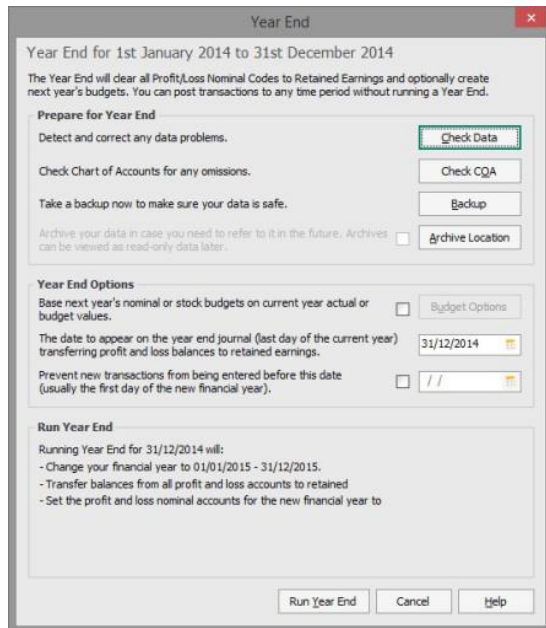 Year End
Year End for 1st January 2014 to 31st December 2014
The Year End will clear all Profit/Loss Nominal Codes to Retained Earnings and optionally create
next year's budgets. You can post transactions to any time period without running a Year End.
Prepare for Year End
Detect and correct any data problems.
Check Data
Check Chart of Accounts for any omissions.
Check COA
Take a backup now to make sure your data is safe.
Backup
Archive your data in case you need to refer to it in the future. Archives
can be viewed as read-only data later.
Archive Location
Year End Options
Base next year's nominal or stock budgets on current year actual or
budget values.
Budget Options
The date to appear on the year end journal (last day of the current year)
transferring profit and loss balances to retained earnings.
31/12/2014
Prevent new transactions from being entered before this date
(usually the first day of the new financial year).
/ /
Run Year End
Running Year End for 31/12/2014 will:
- Change your financial year to 01/01/2015 - 31/12/2015.
- Transfer balances from all profit and loss accounts to retained
- Set the profit and loss nominal accounts for the new financial year to
Run Year End
Cancel
Help